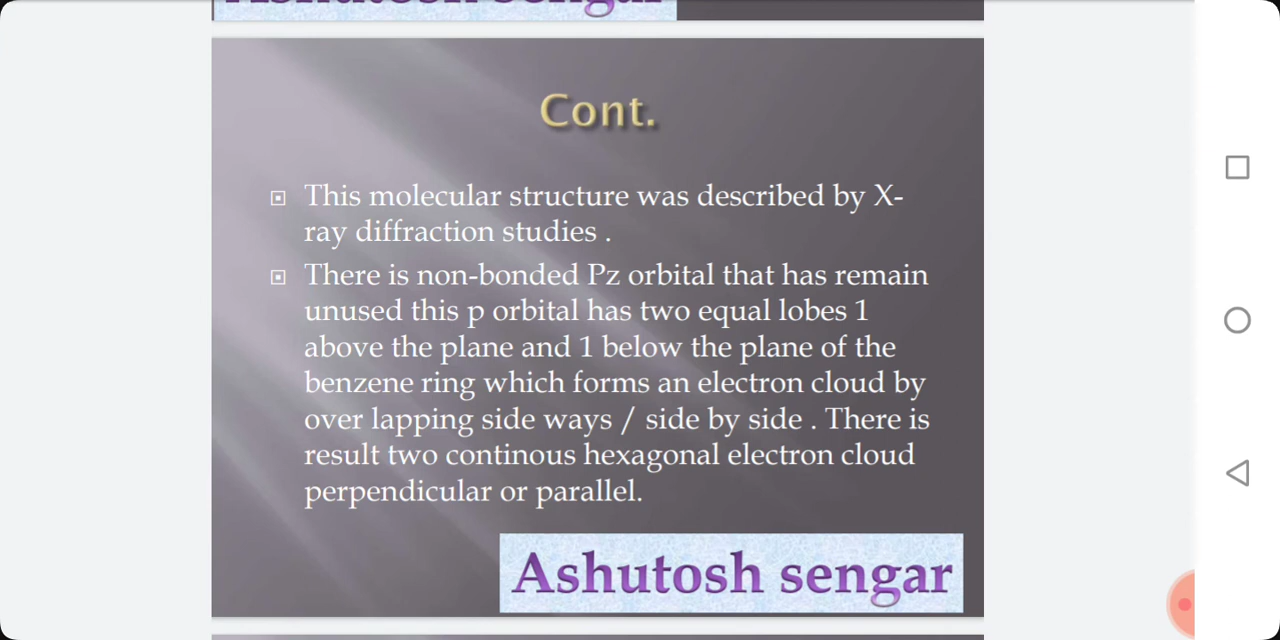 Ashutosh sengar
Cont.
This molecular structure was described by X-
ray diffraction studies .
There is non-bonded Pz orbital that has remain
unused this p orbital has two equal lobes 1
above the plane and 1 below the plane of the
benzene ring which forms an electron cloud by
over lapping side ways / side by side . There is
result two continous hexagonal electron cloud
perpendicular or parallel.
Ashutosh sengar